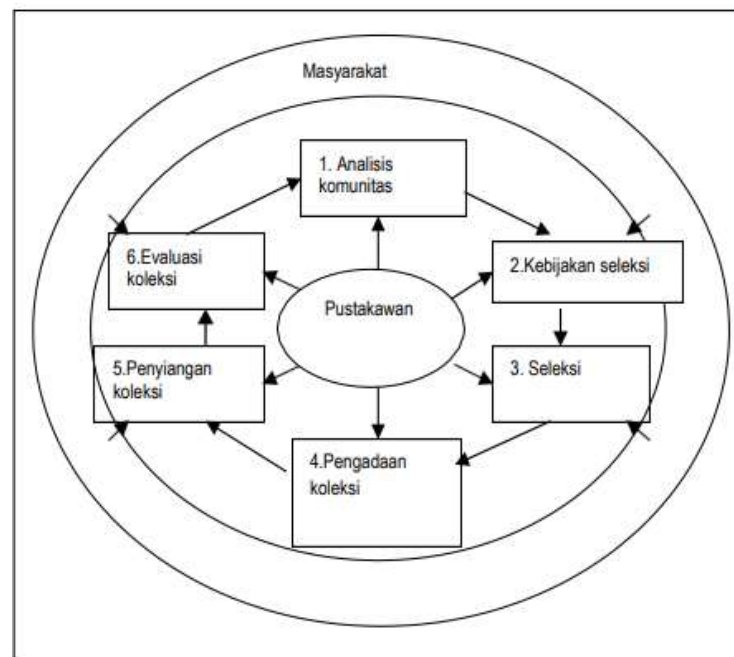 Masyarakat
1. Analisis
komunitas
2.Kebijakan seleksi
3. Seleksi
4.Pengadaan
koleksi
5.Penyiangan
koleksi
6.Evaluasi
koleksi
Pustakawan